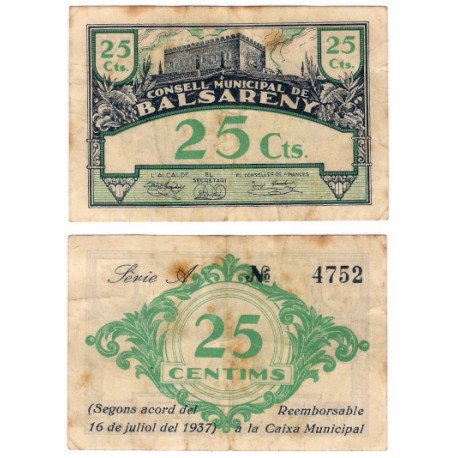 25 Cts.
25 Cts.
CONSELL MUNICIPAL DE
BALSARENY
25 Cts.
L'ALCALDE EL SECRETARI EL CONSELLER DE FINANCES
Sèrie A No 4752
25
CENTIMS
(Segons acord del Reemborsable
16 de juliol del 1937) a la Caixa Municipal